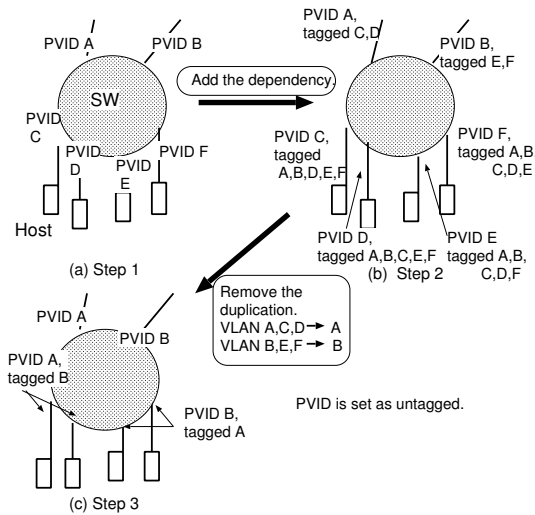 PVID A
PVID B
SW
PVID
C
PVID
D
PVID
E
PVID F
Host
(a) Step 1
Add the dependency.
PVID A,
tagged C,D
PVID B,
tagged E,F
PVID C,
tagged
A,B,D,E,F
PVID F,
tagged A,B
C,D,E
PVID D,
tagged A,B,C,E,F
PVID E
tagged A,B,
C,D,F
(b) Step 2
Remove the
duplication.
VLAN A,C,D → A
VLAN B,E,F → B
PVID A
PVID B
PVID A,
tagged B
PVID B,
tagged A
PVID is set as untagged.
(c) Step 3